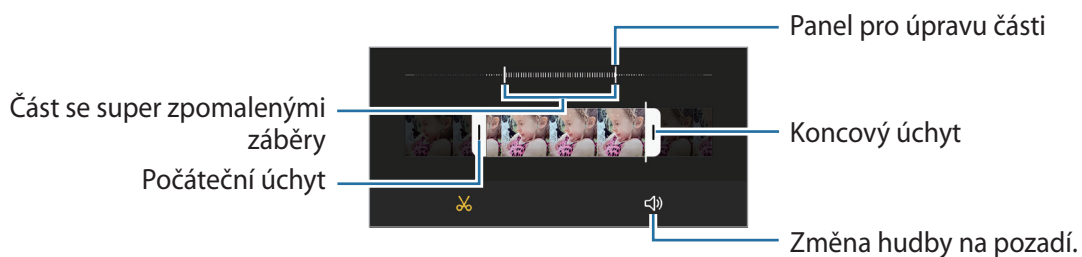 Panel pro úpravu části
Část se super zpomalenými
záběry
Koncový úchyt
Počáteční úchyt
Změna hudby na pozadí.